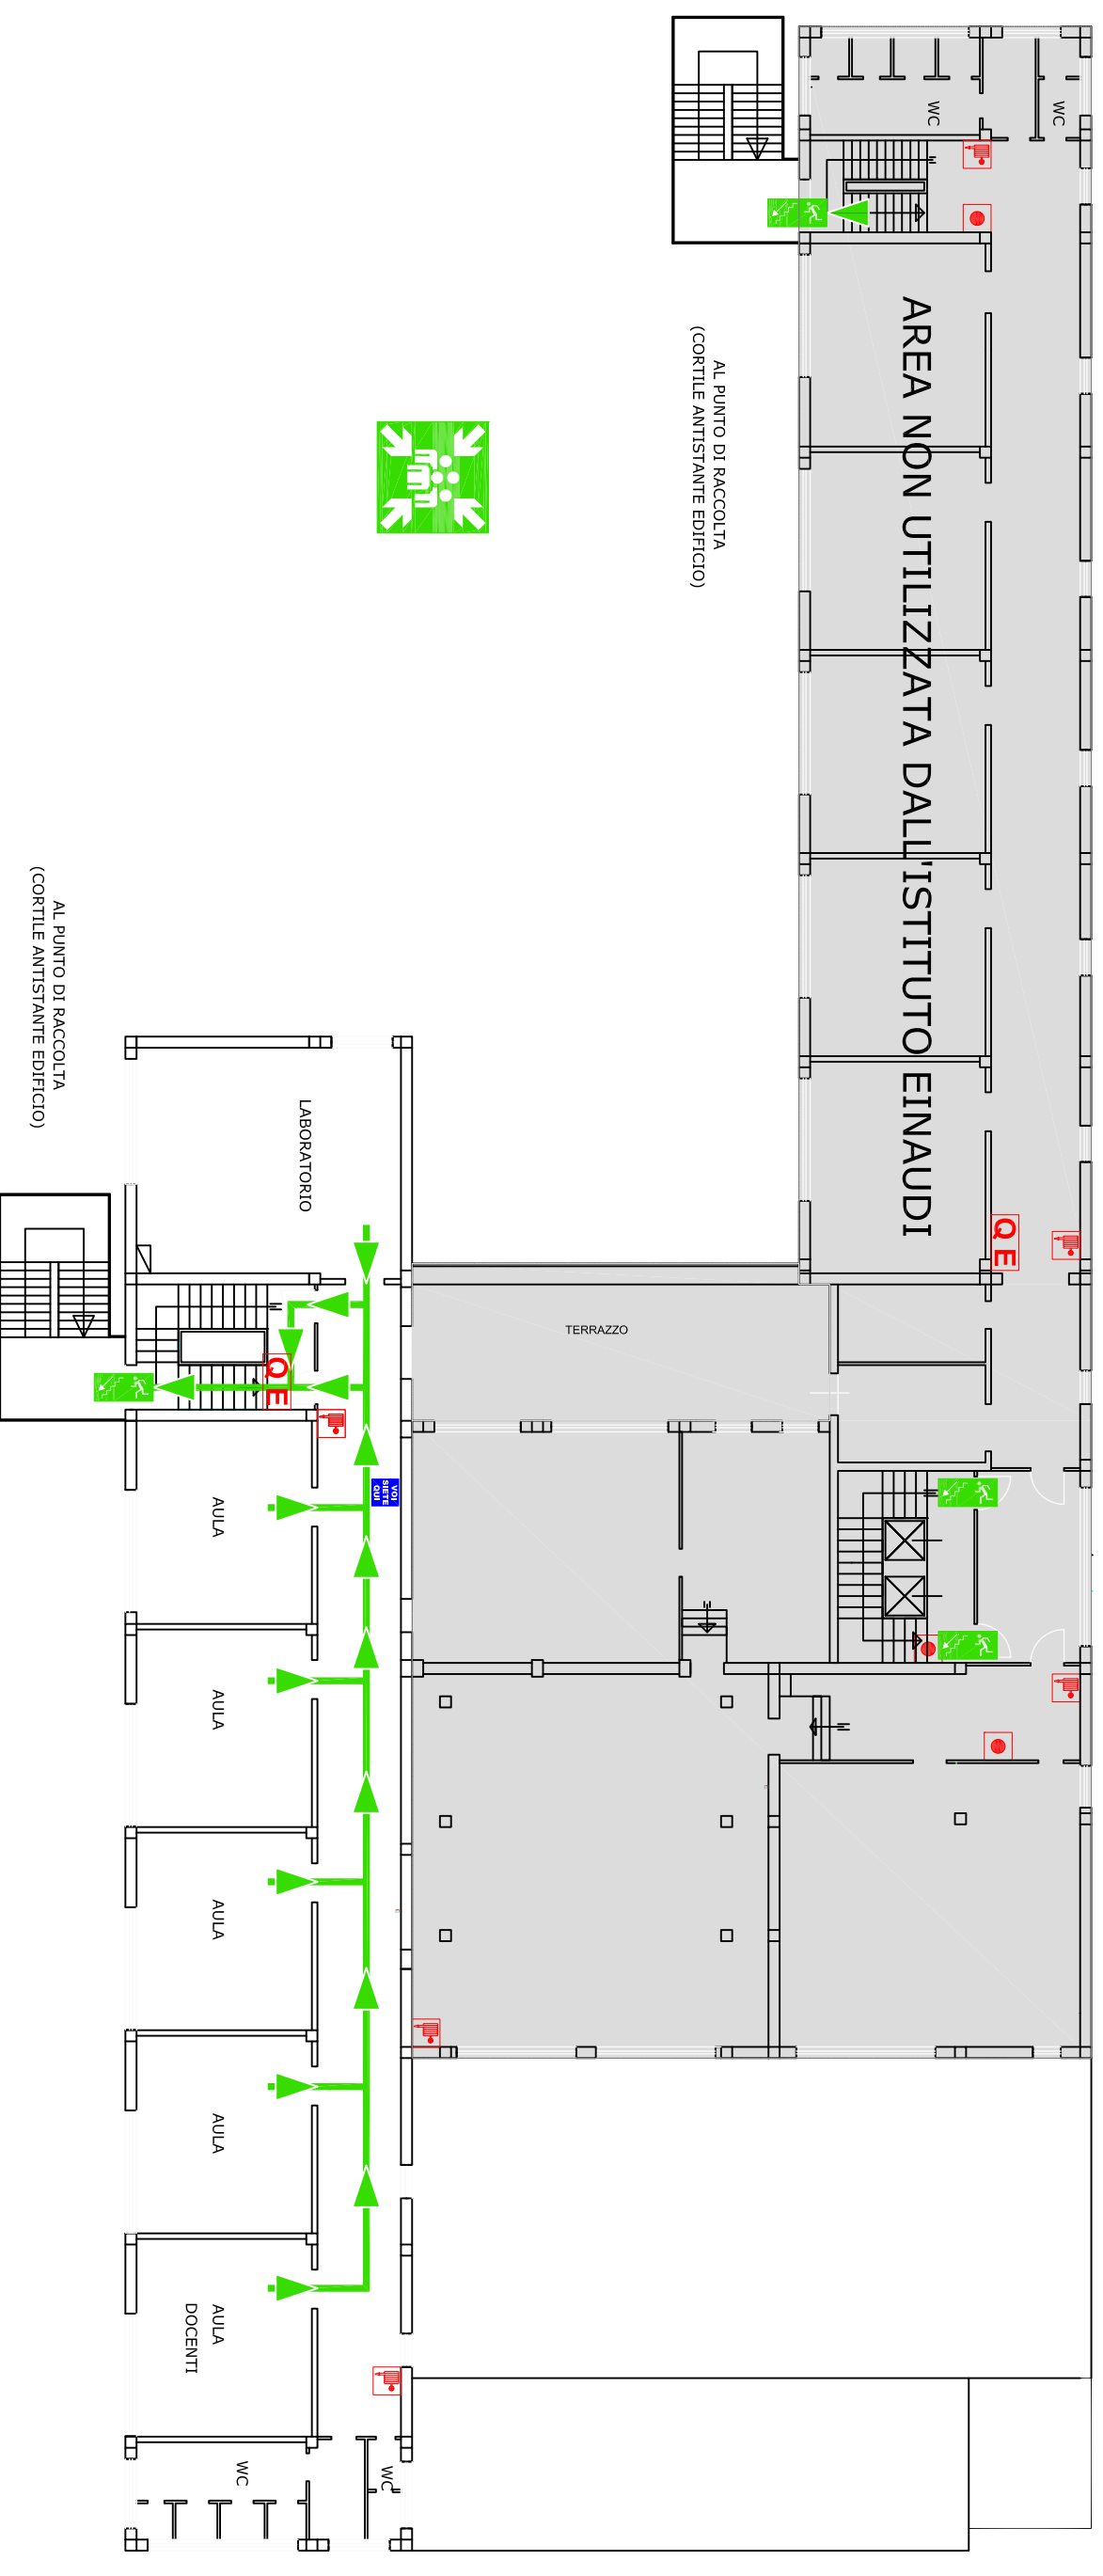 WC
WC
AREA NON UTILIZZATA DALL'ISTITUTO EINAUDI
AL PUNTO DI RACCOLTA
(CORTILE ANTISTANTE EDIFICIO)
QE
AL PUNTO DI RACCOLTA
(CORTILE ANTISTANTE EDIFICIO)
LABORATORIO
TERRAZZO
QE
VOI
SIETE
QUI
AULA
AULA
AULA
AULA
AULA
DOCENTI
WC
WC